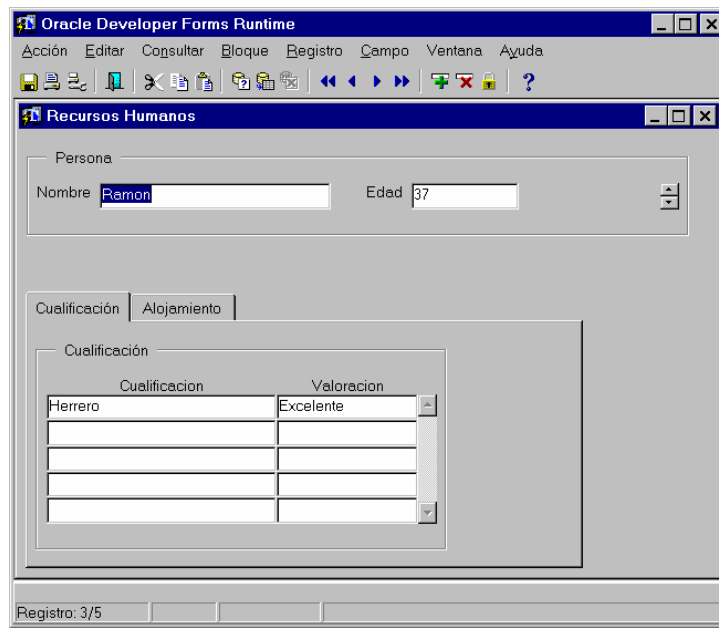 Oracle Developer Forms Runtime
Acción Editar Consultar Bloque Registro Campo Ventana Ayuda
?
Recursos Humanos
Persona
Nombre Ramon Edad 37
Cualificación Alojamiento
Cualificación
Cualificacion Valoracion
Herrero Excelente
Registro: 3/5